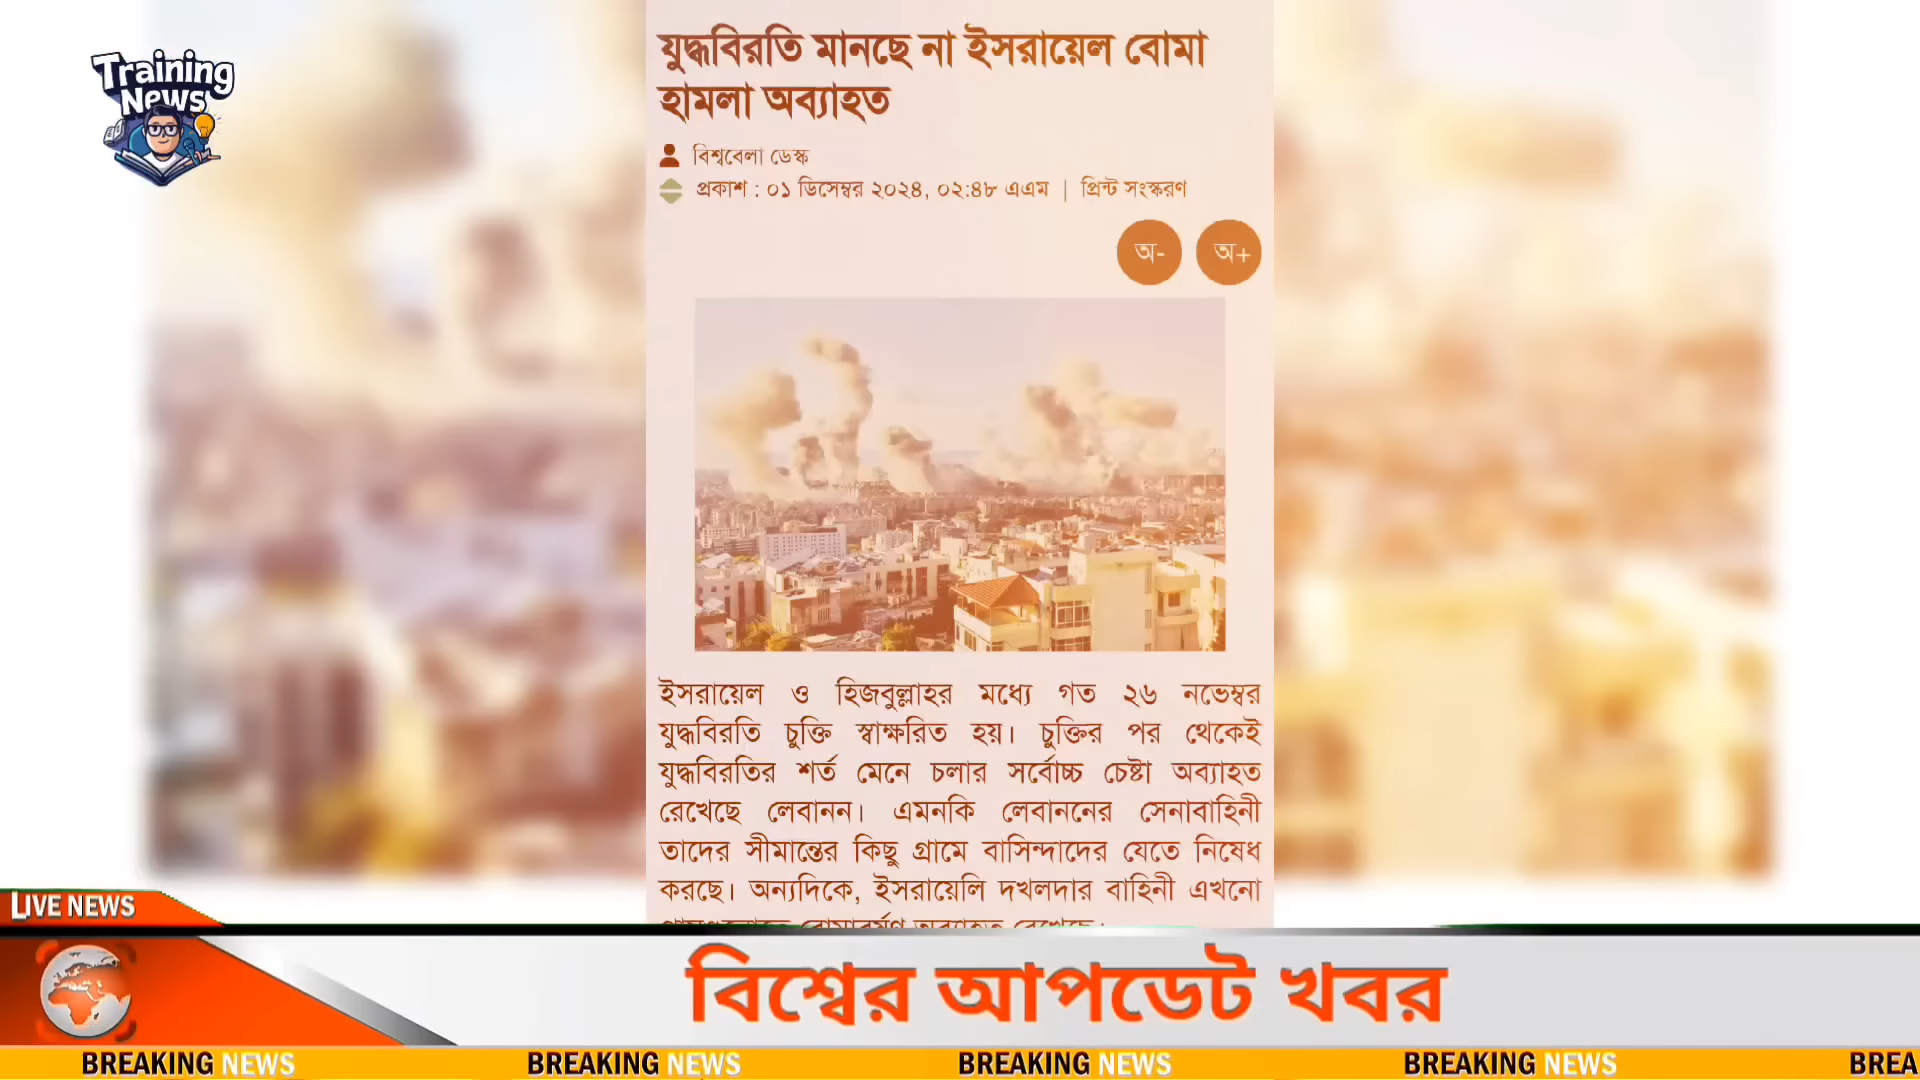 Training
News
যুদ্ধবিরতি মানছে না ইসরায়েল বোমা
হামলা অব্যাহত
বিশ্ববেলা ডেস্ক
প্রকাশ : ০১ ডিসেম্বর ২০২৪, ০২:৪৮ এএম | প্রিন্ট সংস্করণ
অ- অ+
ইসরায়েল ও হিজবুল্লাহর মধ্যে গত ২৬ নভেম্বর
যুদ্ধবিরতি চুক্তি স্বাক্ষরিত হয়। চুক্তির পর থেকেই
যুদ্ধবিরতির শর্ত মেনে চলার সর্বোচ্চ চেষ্টা অব্যাহত
রেখেছে লেবানন। এমনকি লেবাননের সেনাবাহিনী
তাদের সীমান্তের কিছু গ্রামে বাসিন্দাদের যেতে নিষেধ
করছে। অন্যদিকে, ইসরায়েলি দখলদার বাহিনী এখনো
LIVE NEWS
বিশ্বের আপডেট খবর
BREAKING NEWS BREAKING NEWS BREAKING NEWS BREAKING NEWS BREA